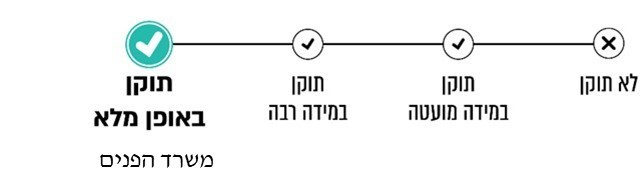 לא תוקן
תוקן
במידה מועטה
תוקן
במידה רבה
תוקן
באופן מלא
משרד הפנים